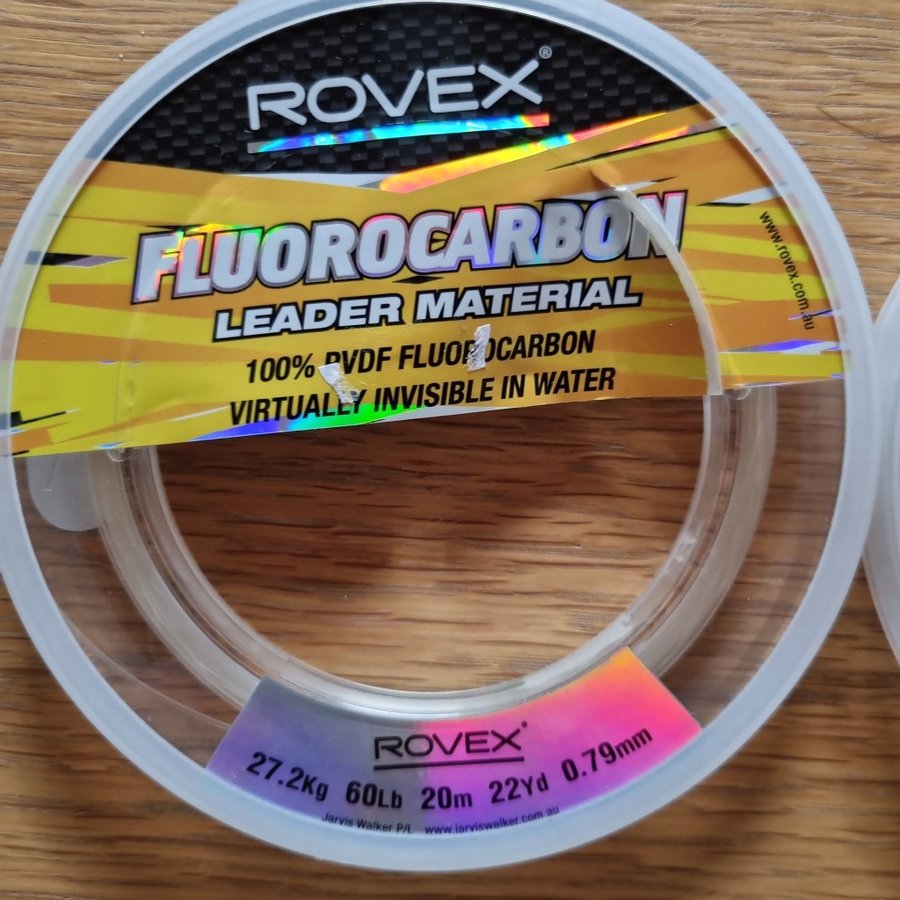 ROVEX®
FLUOROCARBON
LEADER MATERIAL
100% PVDF FLUOROCARBON
VIRTUALLY INVISIBLE IN WATER
www.rovex.com.au
ROVEX
27.2Kg 60Lb 20m 22Yd 0.79mm
Jarvis Walker P/L www.jarviswalker.com.au